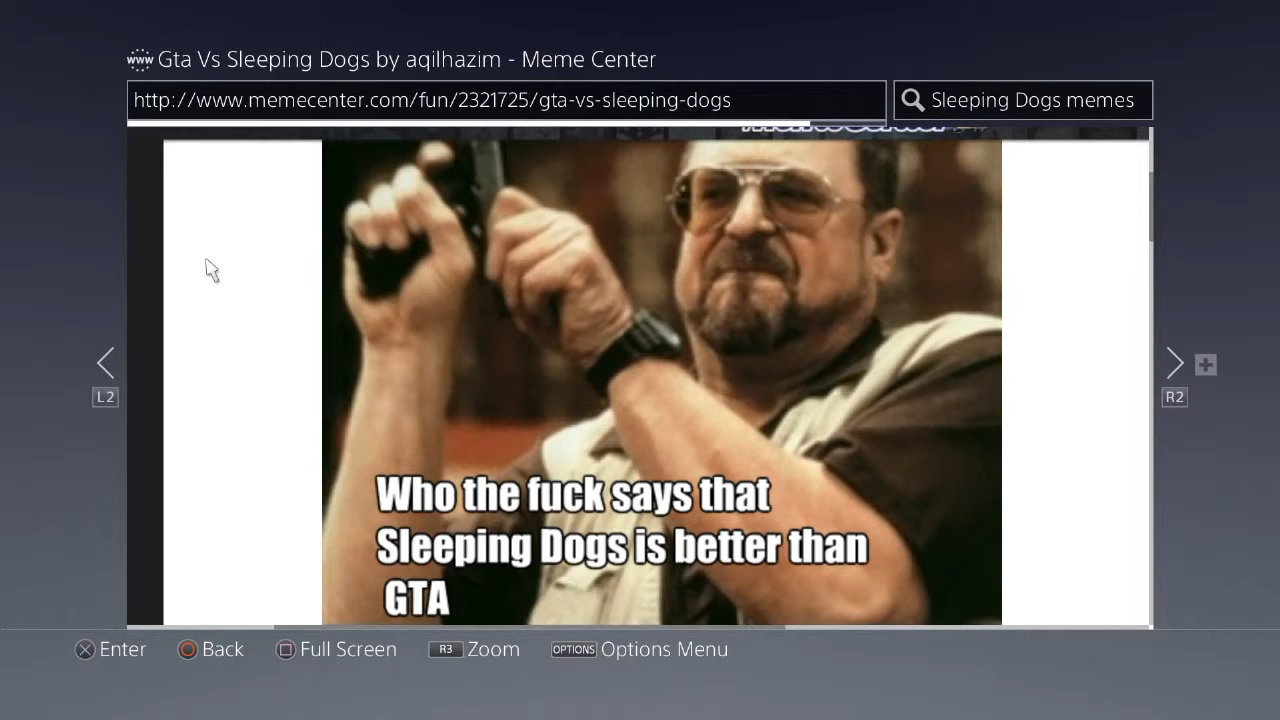 www Gta Vs Sleeping Dogs by aqilhazim - Meme Center
http://www.memecenter.com/fun/2321725/gta-vs-sleeping-dogs
Sleeping Dogs memes
L2
R2
Who the fuck says that
Sleeping Dogs is better than
GTA
Enter
Back
Full Screen
R3 Zoom
OPTIONS Options Menu